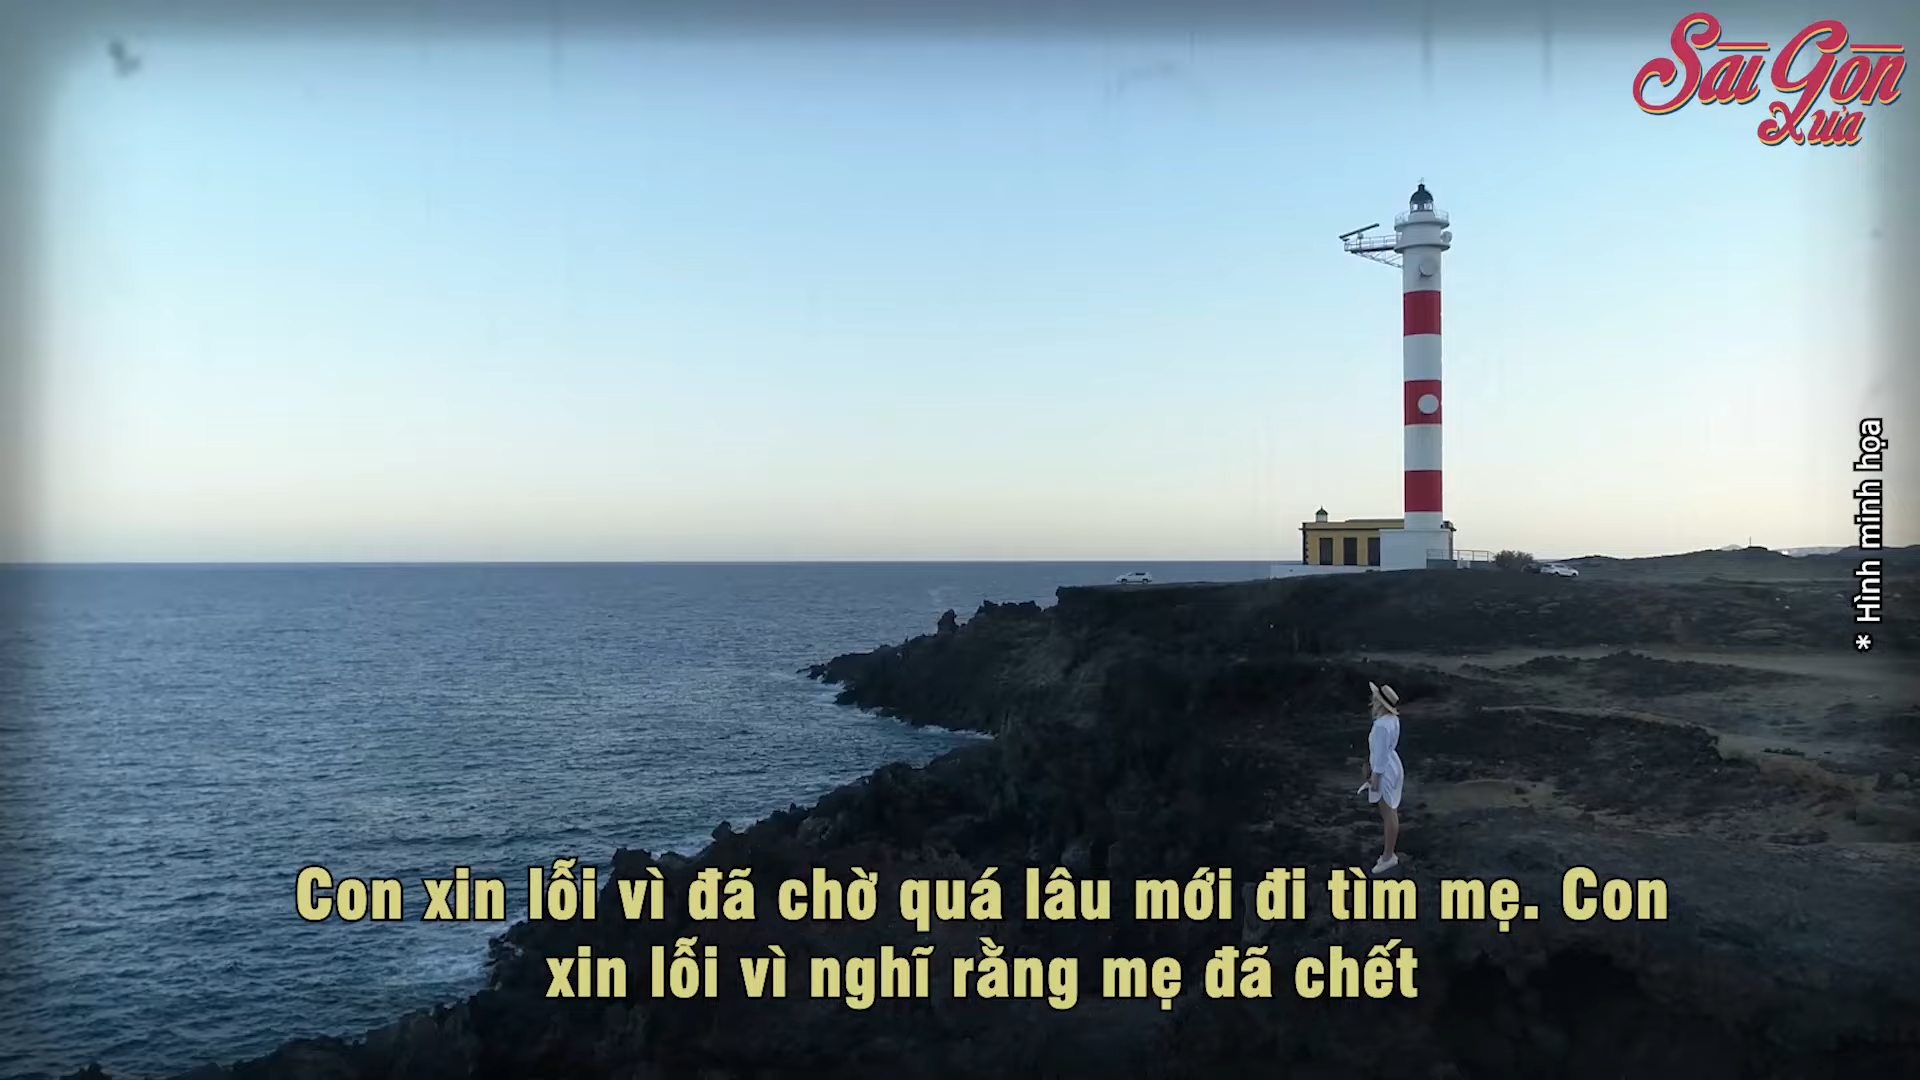 Sài Gòn
Xưa
* Hình minh họa
Con xin lỗi vì đã chờ quá lâu mới đi tìm mẹ. Con
xin lỗi vì nghĩ rằng mẹ đã chết